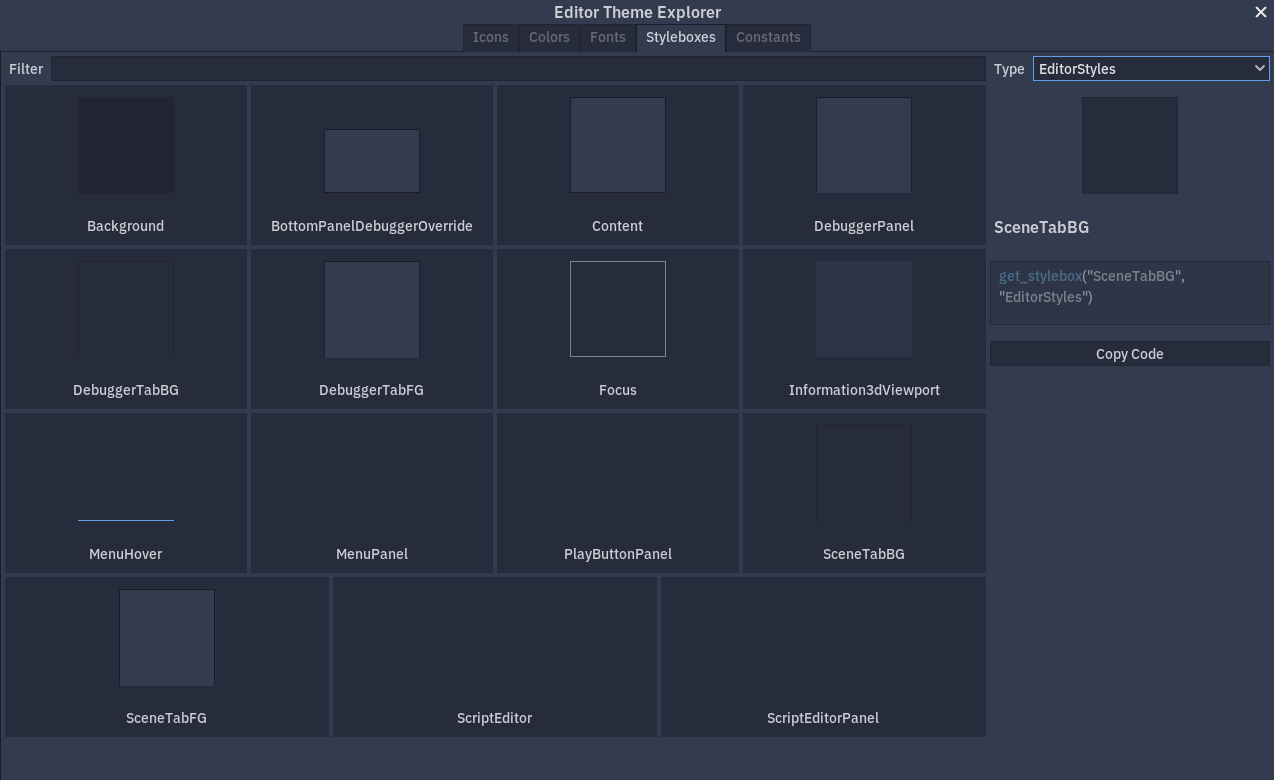 Editor Theme Explorer
Icons Colors Fonts Styleboxes Constants
Filter
Type EditorStyles
Background BottomPanelDebuggerOverride Content DebuggerPanel
SceneTabBG
get_stylebox("SceneTabBG",
"EditorStyles")
Copy Code
DebuggerTabBG DebuggerTabFG Focus Information3dViewport
MenuHover MenuPanel PlayButtonPanel SceneTabBG
SceneTabFG ScriptEditor ScriptEditorPanel